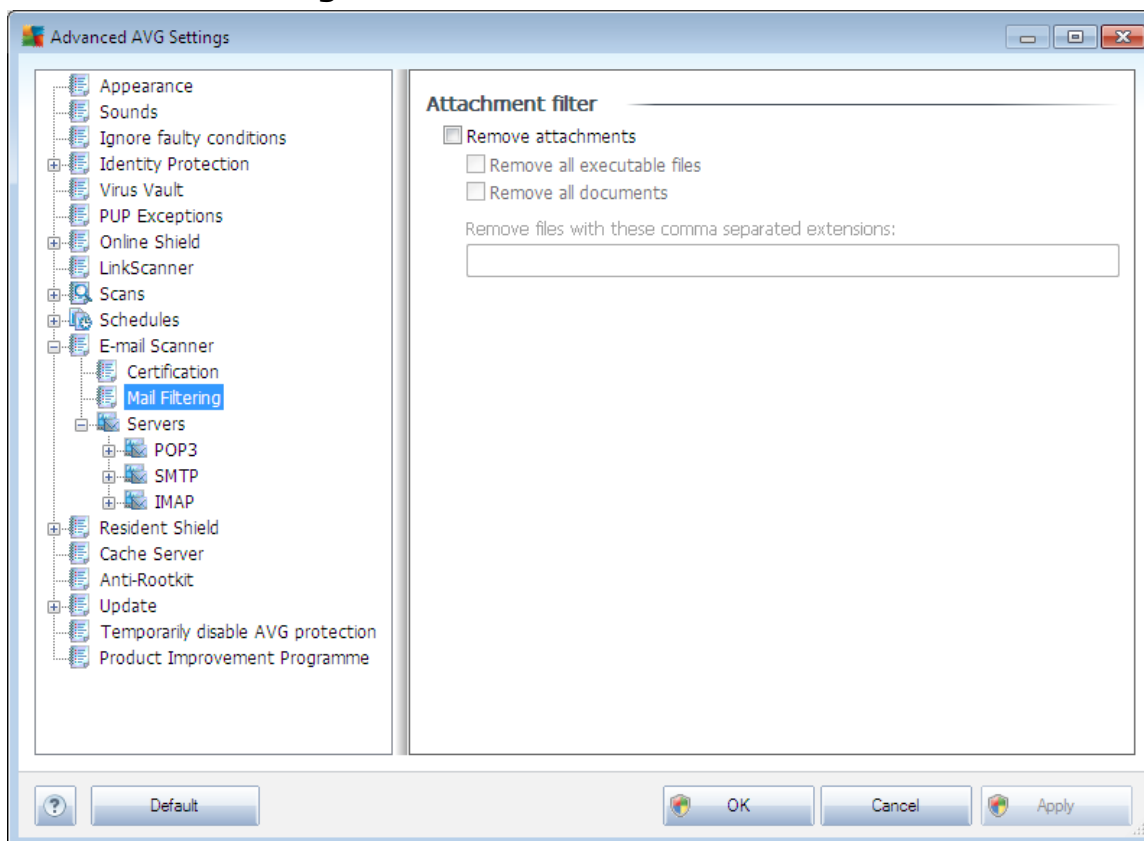 Advanced AVG Settings
Appearance
Sounds
Ignore faulty conditions
Identity Protection
Virus Vault
PUP Exceptions
Online Shield
LinkScanner
Scans
Schedules
E-mail Scanner
Certification
Mail Filtering
Servers
POP3
SMTP
IMAP
Resident Shield
Cache Server
Anti-Rootkit
Update
Temporarily disable AVG protection
Product Improvement Programme
Attachment filter
Remove attachments
Remove all executable files
Remove all documents
Remove files with these comma separated extensions:
?
Default
OK
Cancel
Apply